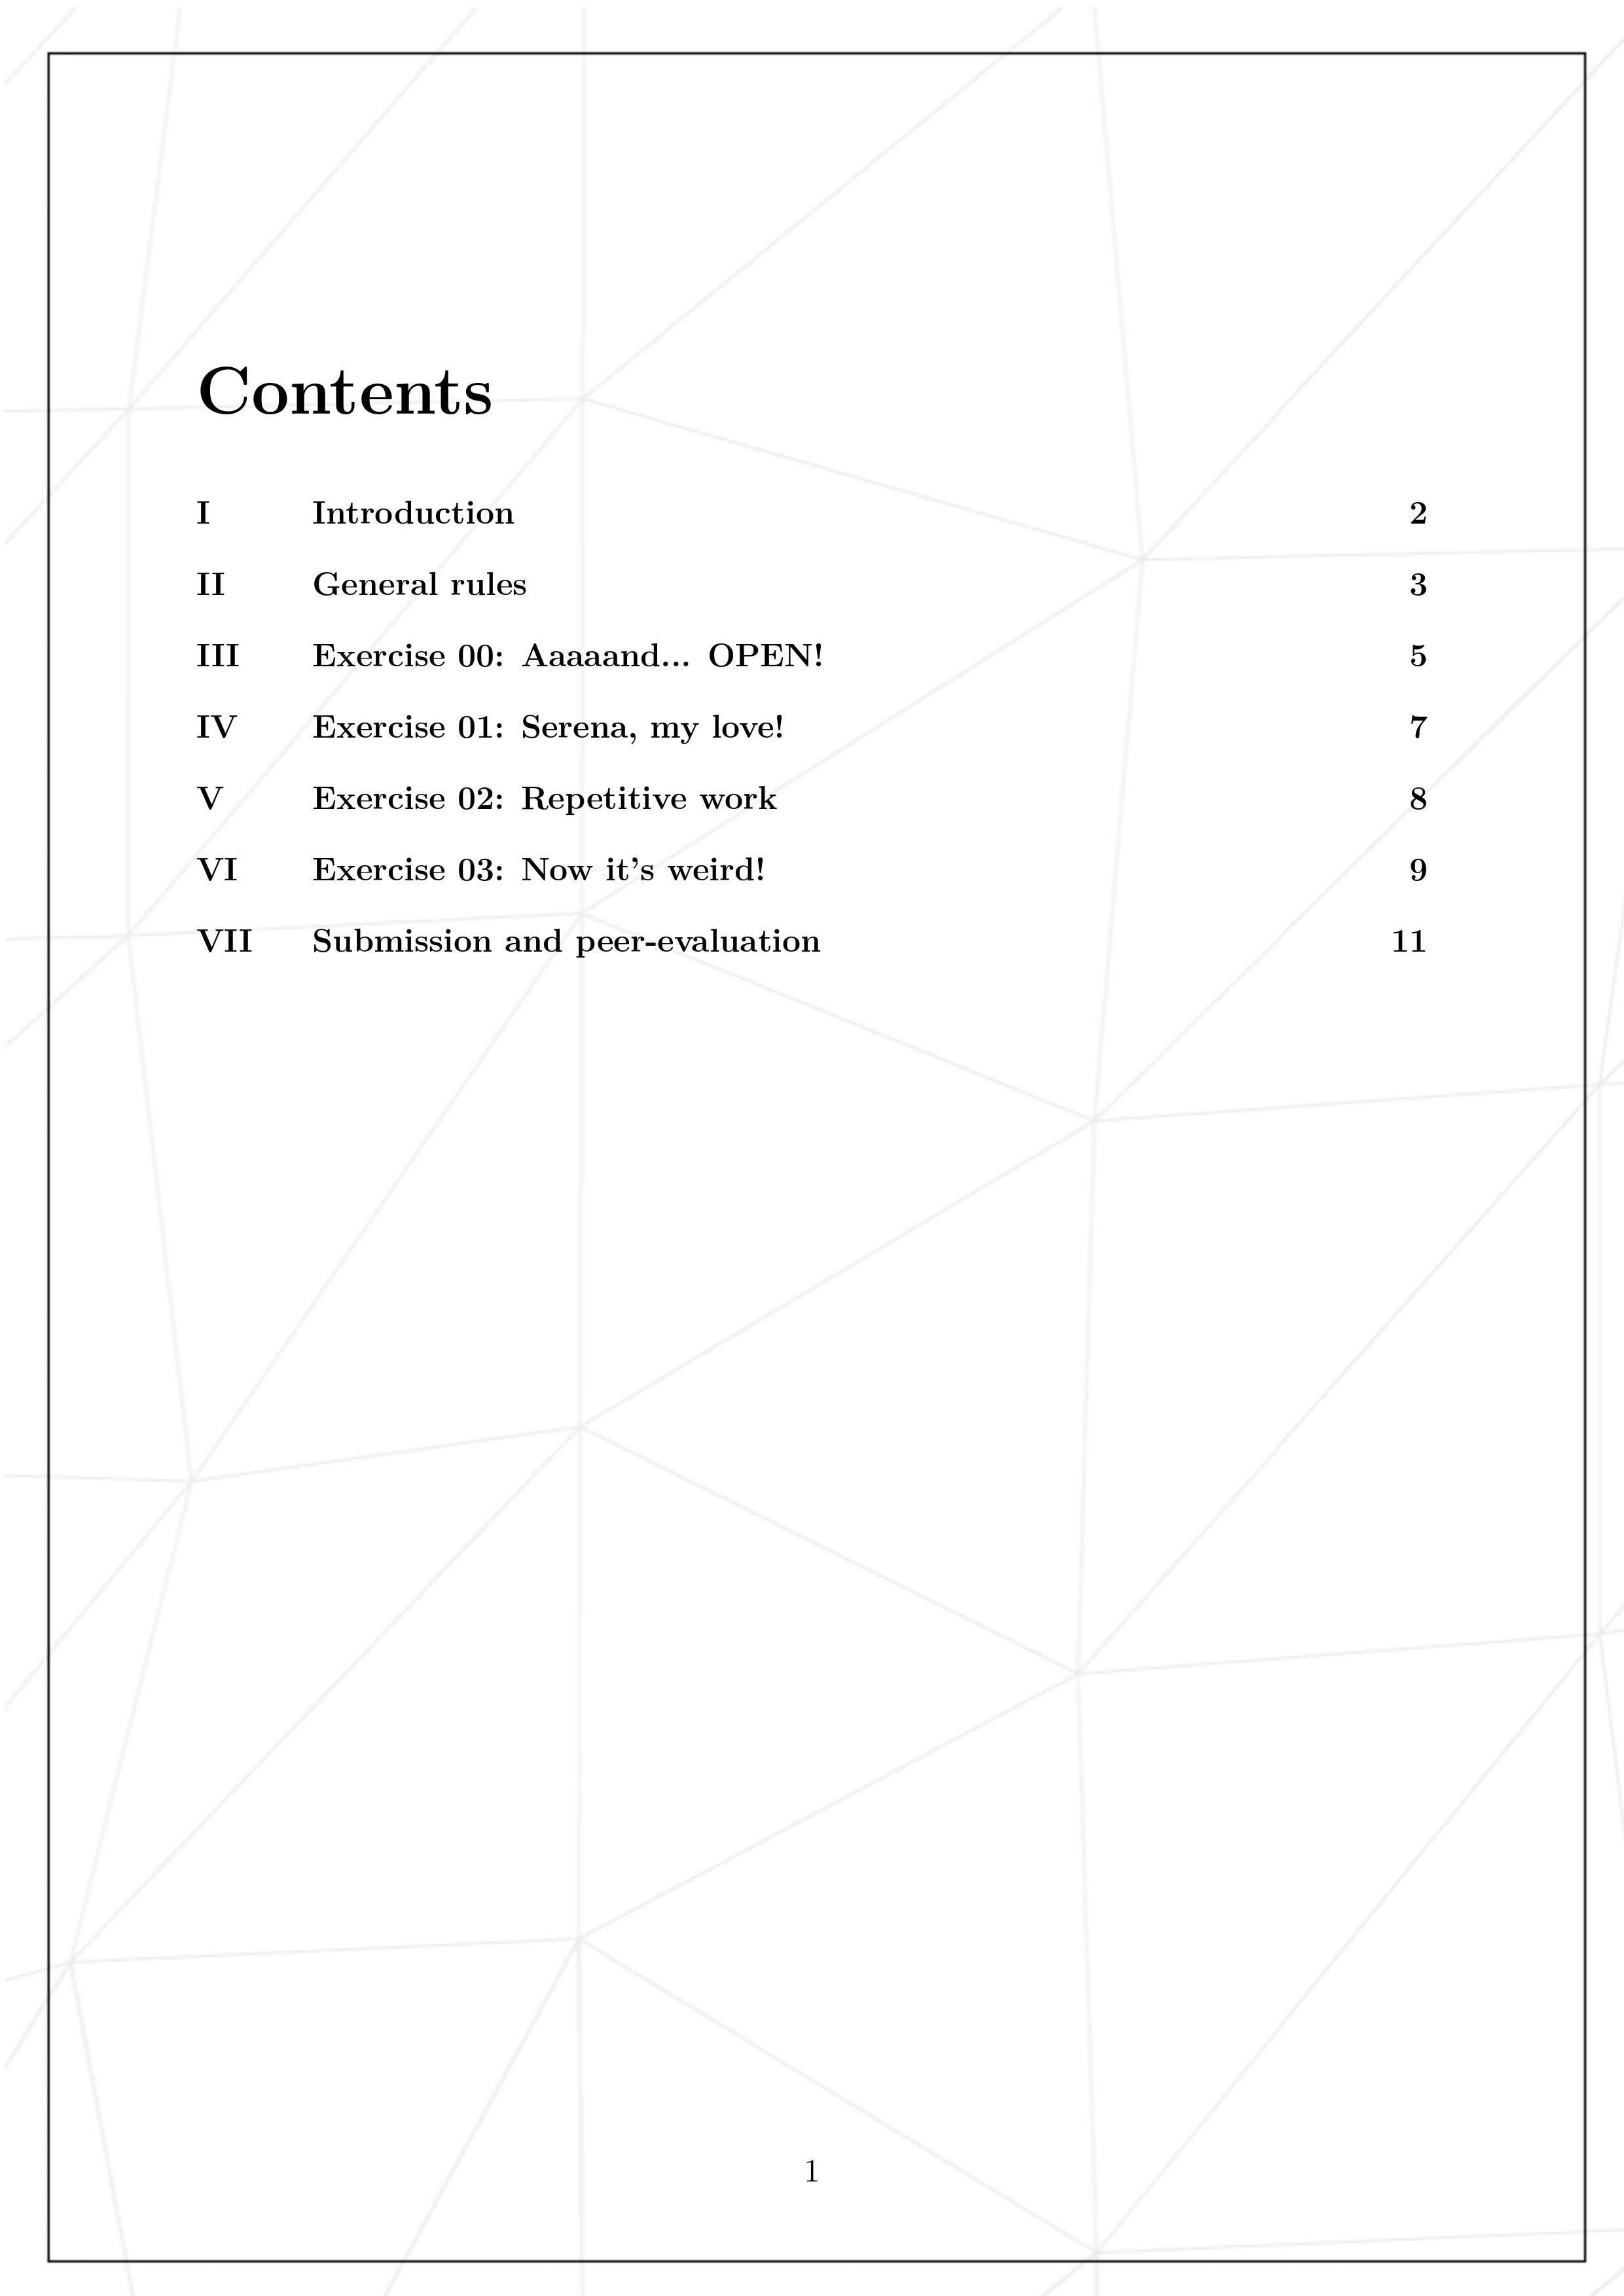 Contents
I Introduction 2
II General rules 3
III Exercise 00: Aaaaand... OPEN! 5
IV Exercise 01: Serena, my love! 7
V Exercise 02: Repetitive work 8
VI Exercise 03: Now it's weird! 9
VII Submission and peer-evaluation 11
1